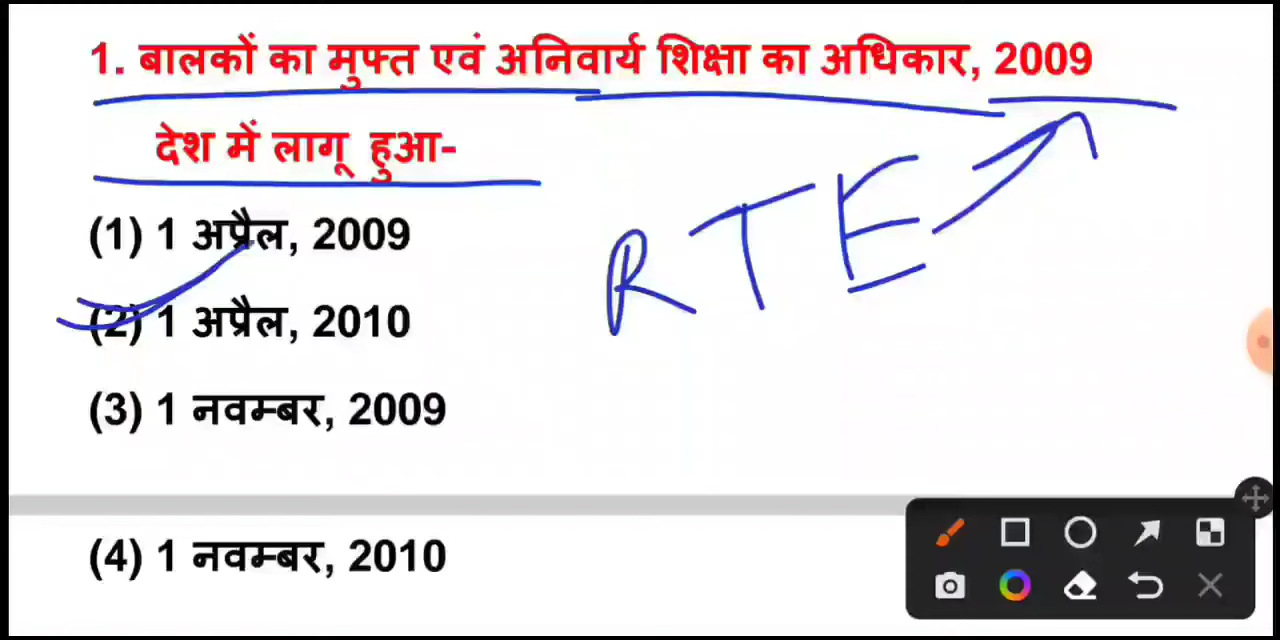 1. बालकों का मुफ्त एवं अनिवार्य शिक्षा का अधिकार, 2009
देश में लागू हुआ-
RTE
(1) 1 अप्रैल, 2009
(2) 1 अप्रैल, 2010
(3) 1 नवम्बर, 2009
(4) 1 नवम्बर, 2010